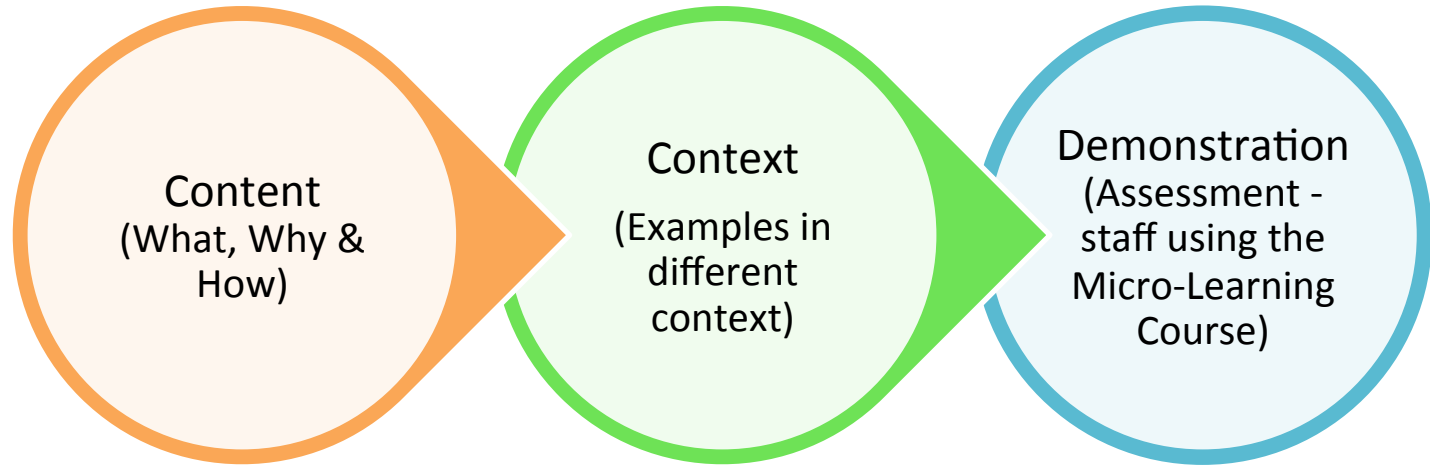 Content
(What, Why &
How)
Context
(Examples in
different
context)
Demonstration
(Assessment -
staff using the
Micro-Learning
Course)